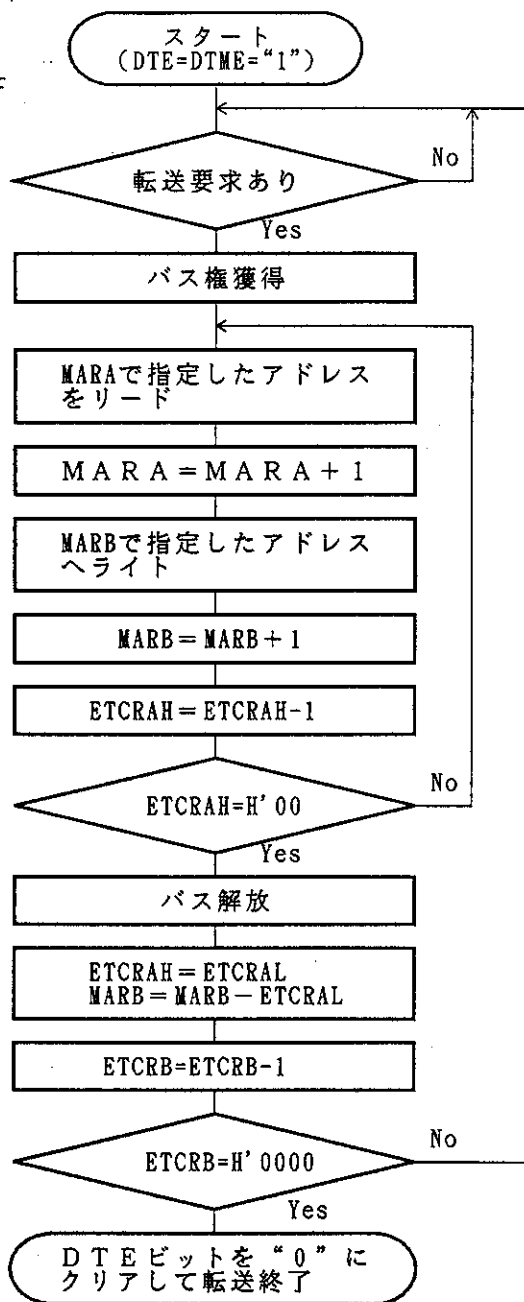 スタート
(DTE=DTME=“1”)
No
転送要求あり
Yes
バス権獲得
MARAで指定したアドレス
をリード
MARA=MARA+1
MARBで指定したアドレス
へライト
MARB=MARB+1
ETCRAH=ETCRAH-1
No
ETCRAH=H'00
Yes
バス解放
ETCRAH=ETCRAL
MARB=MARB-ETCRAL
ETCRB=ETCRB-1
No
ETCRB=H'0000
Yes
DTEビットを“0”に
クリアして転送終了